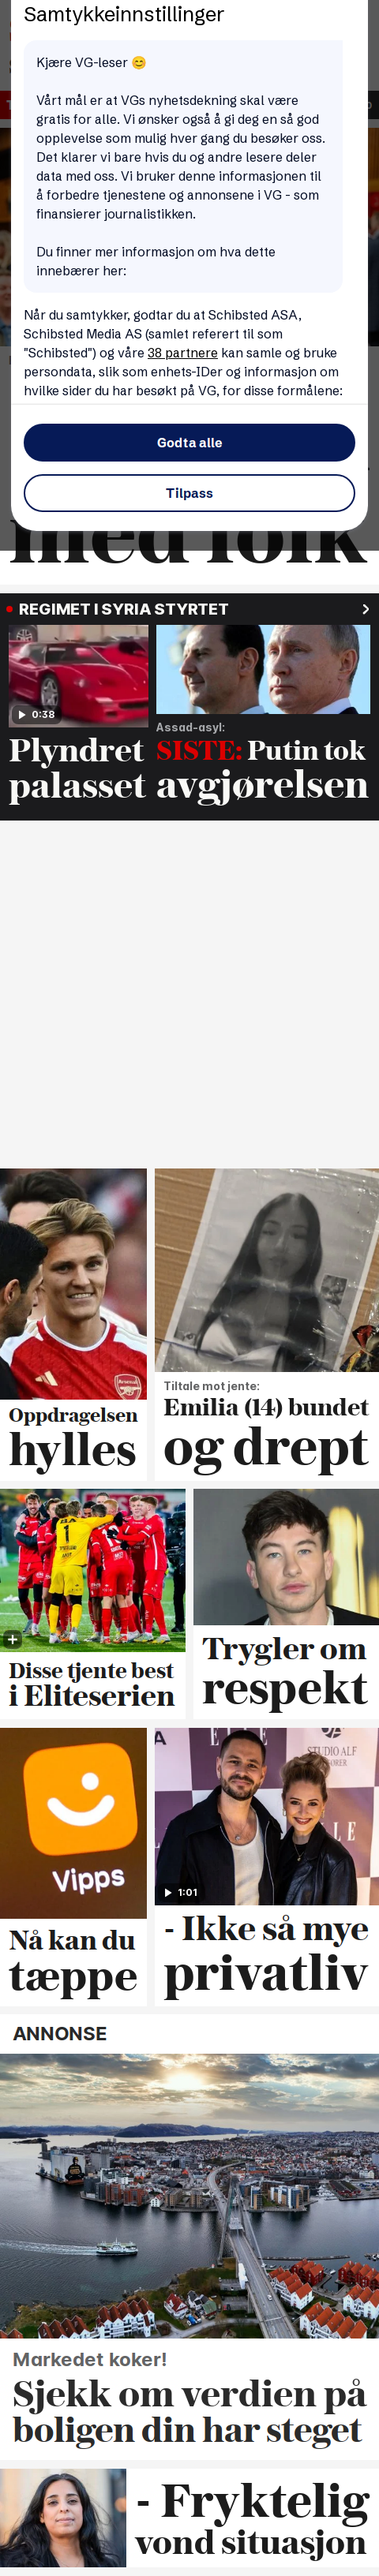 Samtykkeinnstillinger
Kjære VG-leser 😊
Vårt mål er at VGs nyhetsdekning skal være
gratis for alle. Vi ønsker også å gi deg en så god
opplevelse som mulig hver gang du besøker oss.
Det klarer vi bare hvis du og andre lesere deler
data med oss. Vi bruker denne informasjonen til
å forbedre tjenestene og annonsene i VG - som
finansierer journalistikken.
Du finner mer informasjon om hva dette
innebærer her:
Når du samtykker, godtar du at Schibsted ASA,
Schibsted Media AS (samlet referert til som
"Schibsted") og våre 38 partnere kan samle og bruke
persondata, slik som enhets-IDer og informasjon om
hvilke sider du har besøkt på VG, for disse formålene:
Godta alle
Tilpass
med folk
REGIMET I SYRIA STYRTET
0:38
Plyndret
palasset
Assad-asyl:
SISTE: Putin tok
avgjørelsen
Oppdragelsen
hylles
Tiltale mot jente:
Emilia (14) bundet
og drept
Disse tjente best
i Eliteserien
Trygler om
respekt
Vipps
Nå kan du
tæppe
ELLE
STUDIO ALF
ELLE
1:01
- Ikke så mye
privatliv
ANNONSE
Markedet koker!
Sjekk om verdien på
boligen din har steget
- Fryktelig
vond situasjon